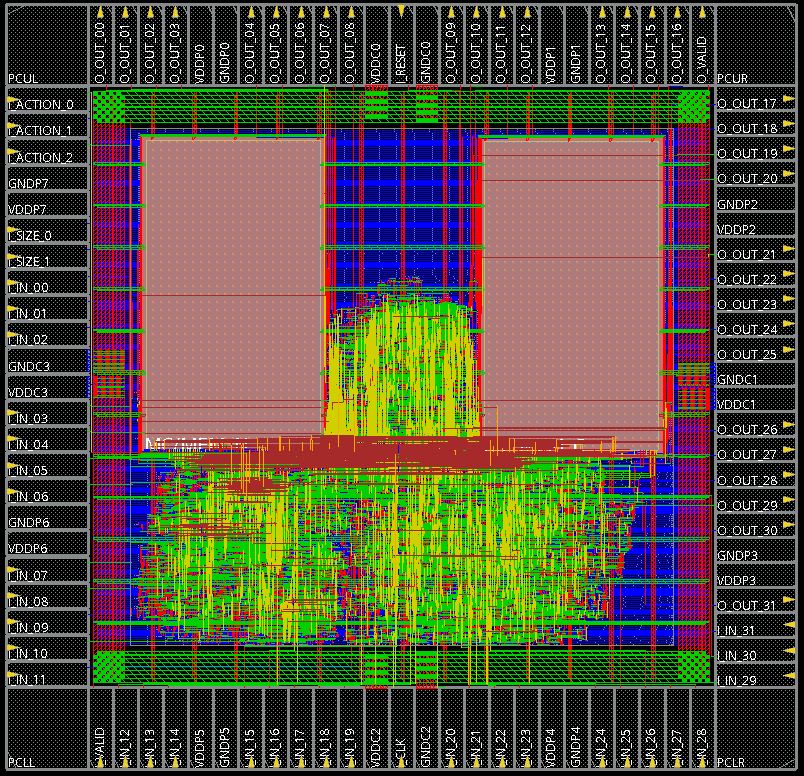 PCUL
O_OUT_00
O_OUT_01
O_OUT_02
O_OUT_03
VDDP0
GNDP0
O_OUT_04
O_OUT_05
O_OUT_06
O_OUT_07
O_OUT_08
VDDC0
I_RESET
GNDC0
O_OUT_09
O_OUT_10
O_OUT_11
O_OUT_12
VDDP1
GNDP1
O_OUT_13
O_OUT_14
O_OUT_15
O_OUT_16
O_VALID
PCUR
I_ACTION_0
I_ACTION_1
I_ACTION_2
GNDP7
VDDP7
I_SIZE_0
I_SIZE_1
I_IN_00
I_IN_01
I_IN_02
GNDC3
VDDC3
I_IN_03
I_IN_04
I_IN_05
I_IN_06
GNDP6
VDDP6
I_IN_07
I_IN_08
I_IN_09
I_IN_10
I_IN_11
O_OUT_17
O_OUT_18
O_OUT_19
O_OUT_20
GNDP2
VDDP2
O_OUT_21
O_OUT_22
O_OUT_23
O_OUT_24
O_OUT_25
GNDC1
VDDC1
O_OUT_26
O_OUT_27
O_OUT_28
O_OUT_29
O_OUT_30
GNDP3
VDDP3
O_OUT_31
I_IN_31
I_IN_30
I_IN_29
PCLL
I_VALID
I_IN_12
I_IN_13
I_IN_14
VDDP5
GNDP5
I_IN_15
I_IN_16
I_IN_17
I_IN_18
I_IN_19
VDDC2
I_CLK
GNDC2
I_IN_20
I_IN_21
I_IN_22
I_IN_23
VDDP4
GNDP4
I_IN_24
I_IN_25
I_IN_26
I_IN_27
I_IN_28
PCLR